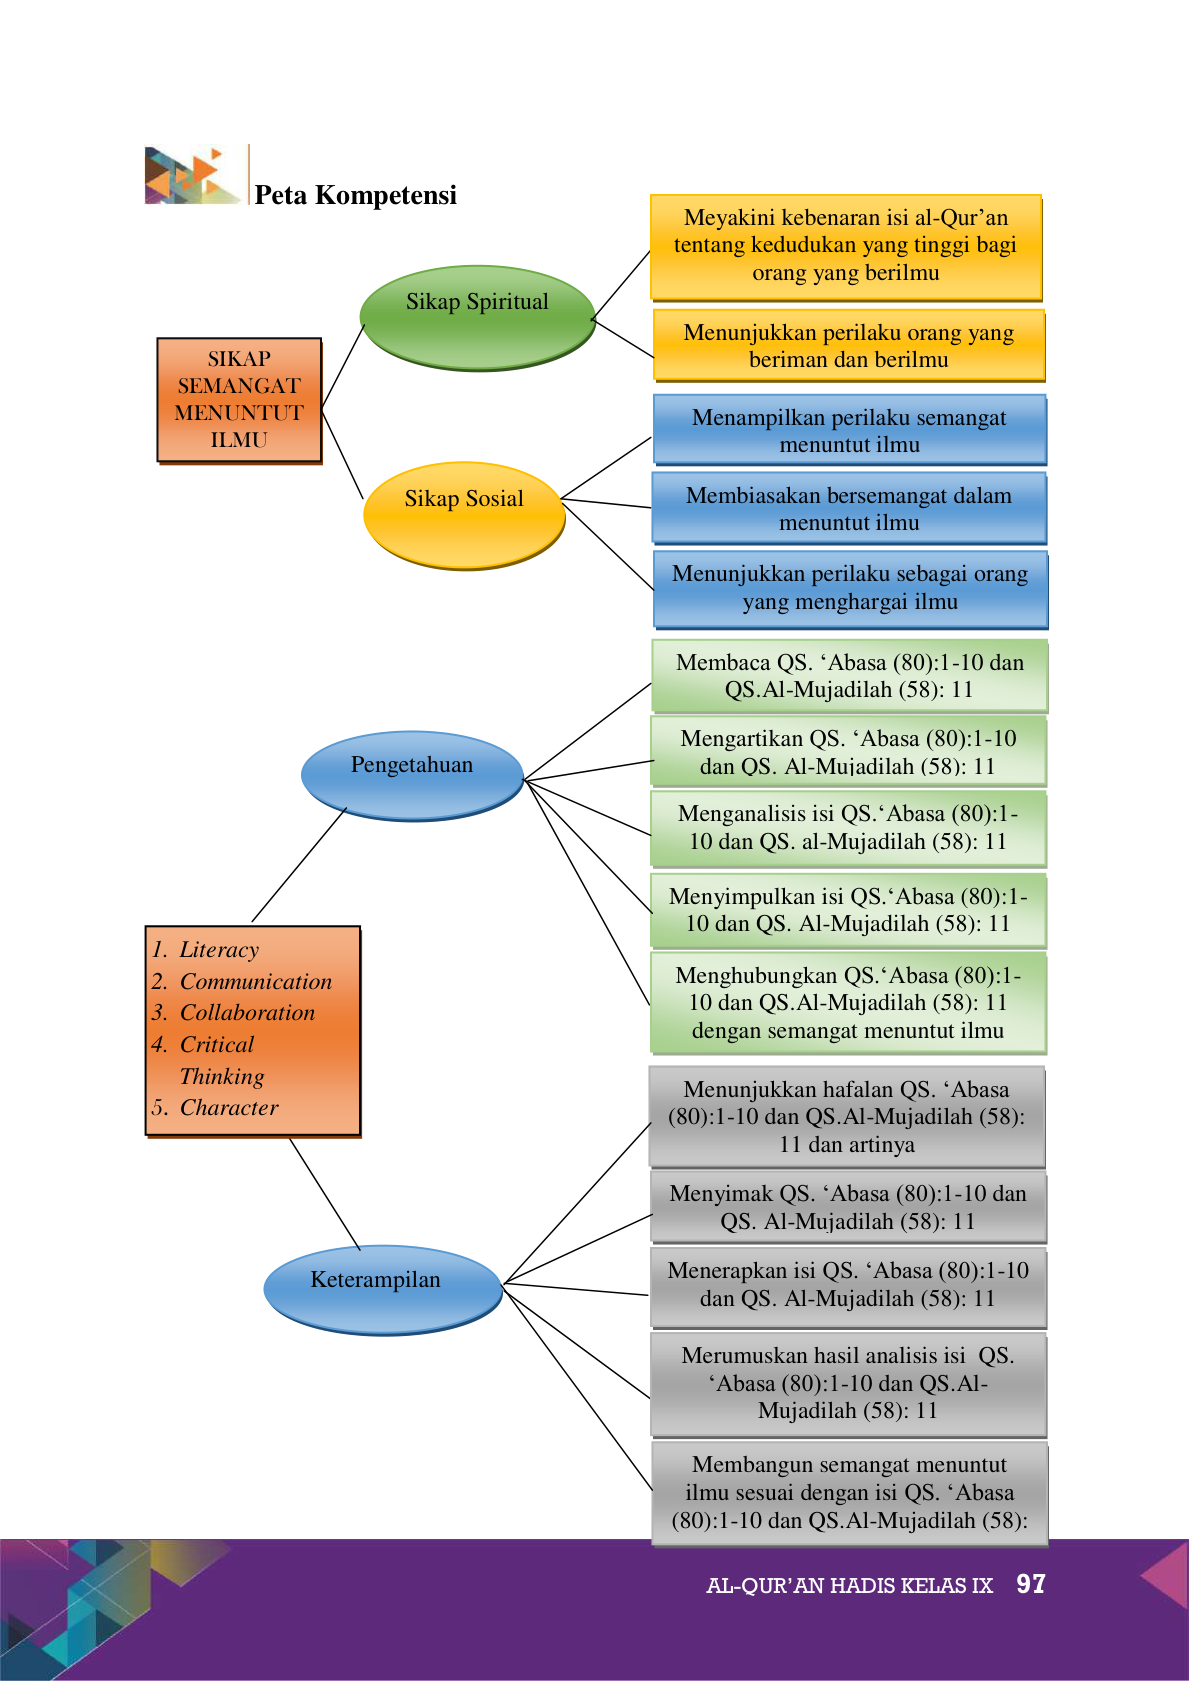 Peta Kompetensi
Meyakini kebenaran isi al-Qur’an
tentang kedudukan yang tinggi bagi
orang yang berilmu
Sikap Spiritual
Menunjukkan perilaku orang yang
beriman dan berilmu
SIKAP
SEMANGAT
MENUNTUT
ILMU
Menampilkan perilaku semangat
menuntut ilmu
Sikap Sosial
Membiasakan bersemangat dalam
menuntut ilmu
Menunjukkan perilaku sebagai orang
yang menghargai ilmu
Membaca QS. ‘Abasa (80):1-10 dan
QS.Al-Mujadilah (58): 11
Pengetahuan
Mengartikan QS. ‘Abasa (80):1-10
dan QS. Al-Mujadilah (58): 11
Menganalisis isi QS.‘Abasa (80):1-
10 dan QS. al-Mujadilah (58): 11
Menyimpulkan isi QS.‘Abasa (80):1-
10 dan QS. Al-Mujadilah (58): 11
Menghubungkan QS.‘Abasa (80):1-
10 dan QS.Al-Mujadilah (58): 11
dengan semangat menuntut ilmu
1. Literacy
2. Communication
3. Collaboration
4. Critical
Thinking
5. Character
Menunjukkan hafalan QS. ‘Abasa
(80):1-10 dan QS.Al-Mujadilah (58):
11 dan artinya
Menyimak QS. ‘Abasa (80):1-10 dan
QS. Al-Mujadilah (58): 11
Keterampilan
Menerapkan isi QS. ‘Abasa (80):1-10
dan QS. Al-Mujadilah (58): 11
Merumuskan hasil analisis isi  QS.
‘Abasa (80):1-10 dan QS.Al-
Mujadilah (58): 11
Membangun semangat menuntut
ilmu sesuai dengan isi QS. ‘Abasa
(80):1-10 dan QS.Al-Mujadilah (58):
AL-QUR’AN HADIS KELAS IX 97